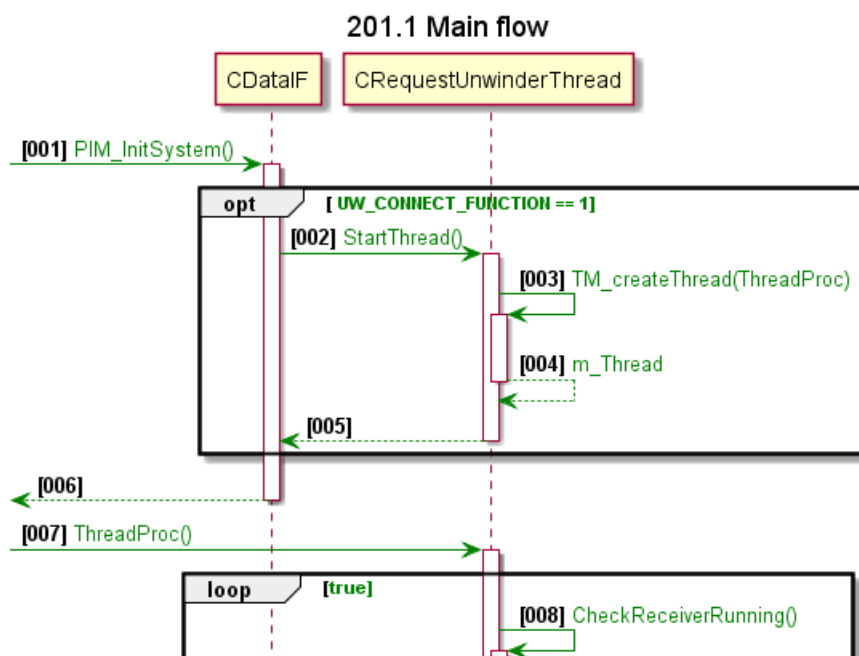 201.1 Main flow
CDataIF
CRequestUnwinderThread
[001] PIM_InitSystem()
opt
[ UW_CONNECT_FUNCTION == 1]
[002] StartThread()
[003] TM_createThread(ThreadProc)
[004] m_Thread
[005]
[006]
[007] ThreadProc()
loop
[true]
[008] CheckReceiverRunning()